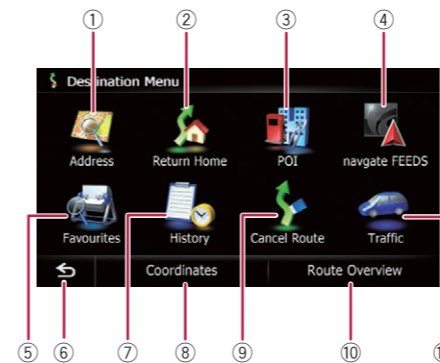 ① ② ③ ④
Destination Menu
Address Return Home POI navgate FEEDS
Favourites History Cancel Route Traffic
Coordinates Route Overview
⑤ ⑥ ⑦ ⑧ ⑨ ⑩